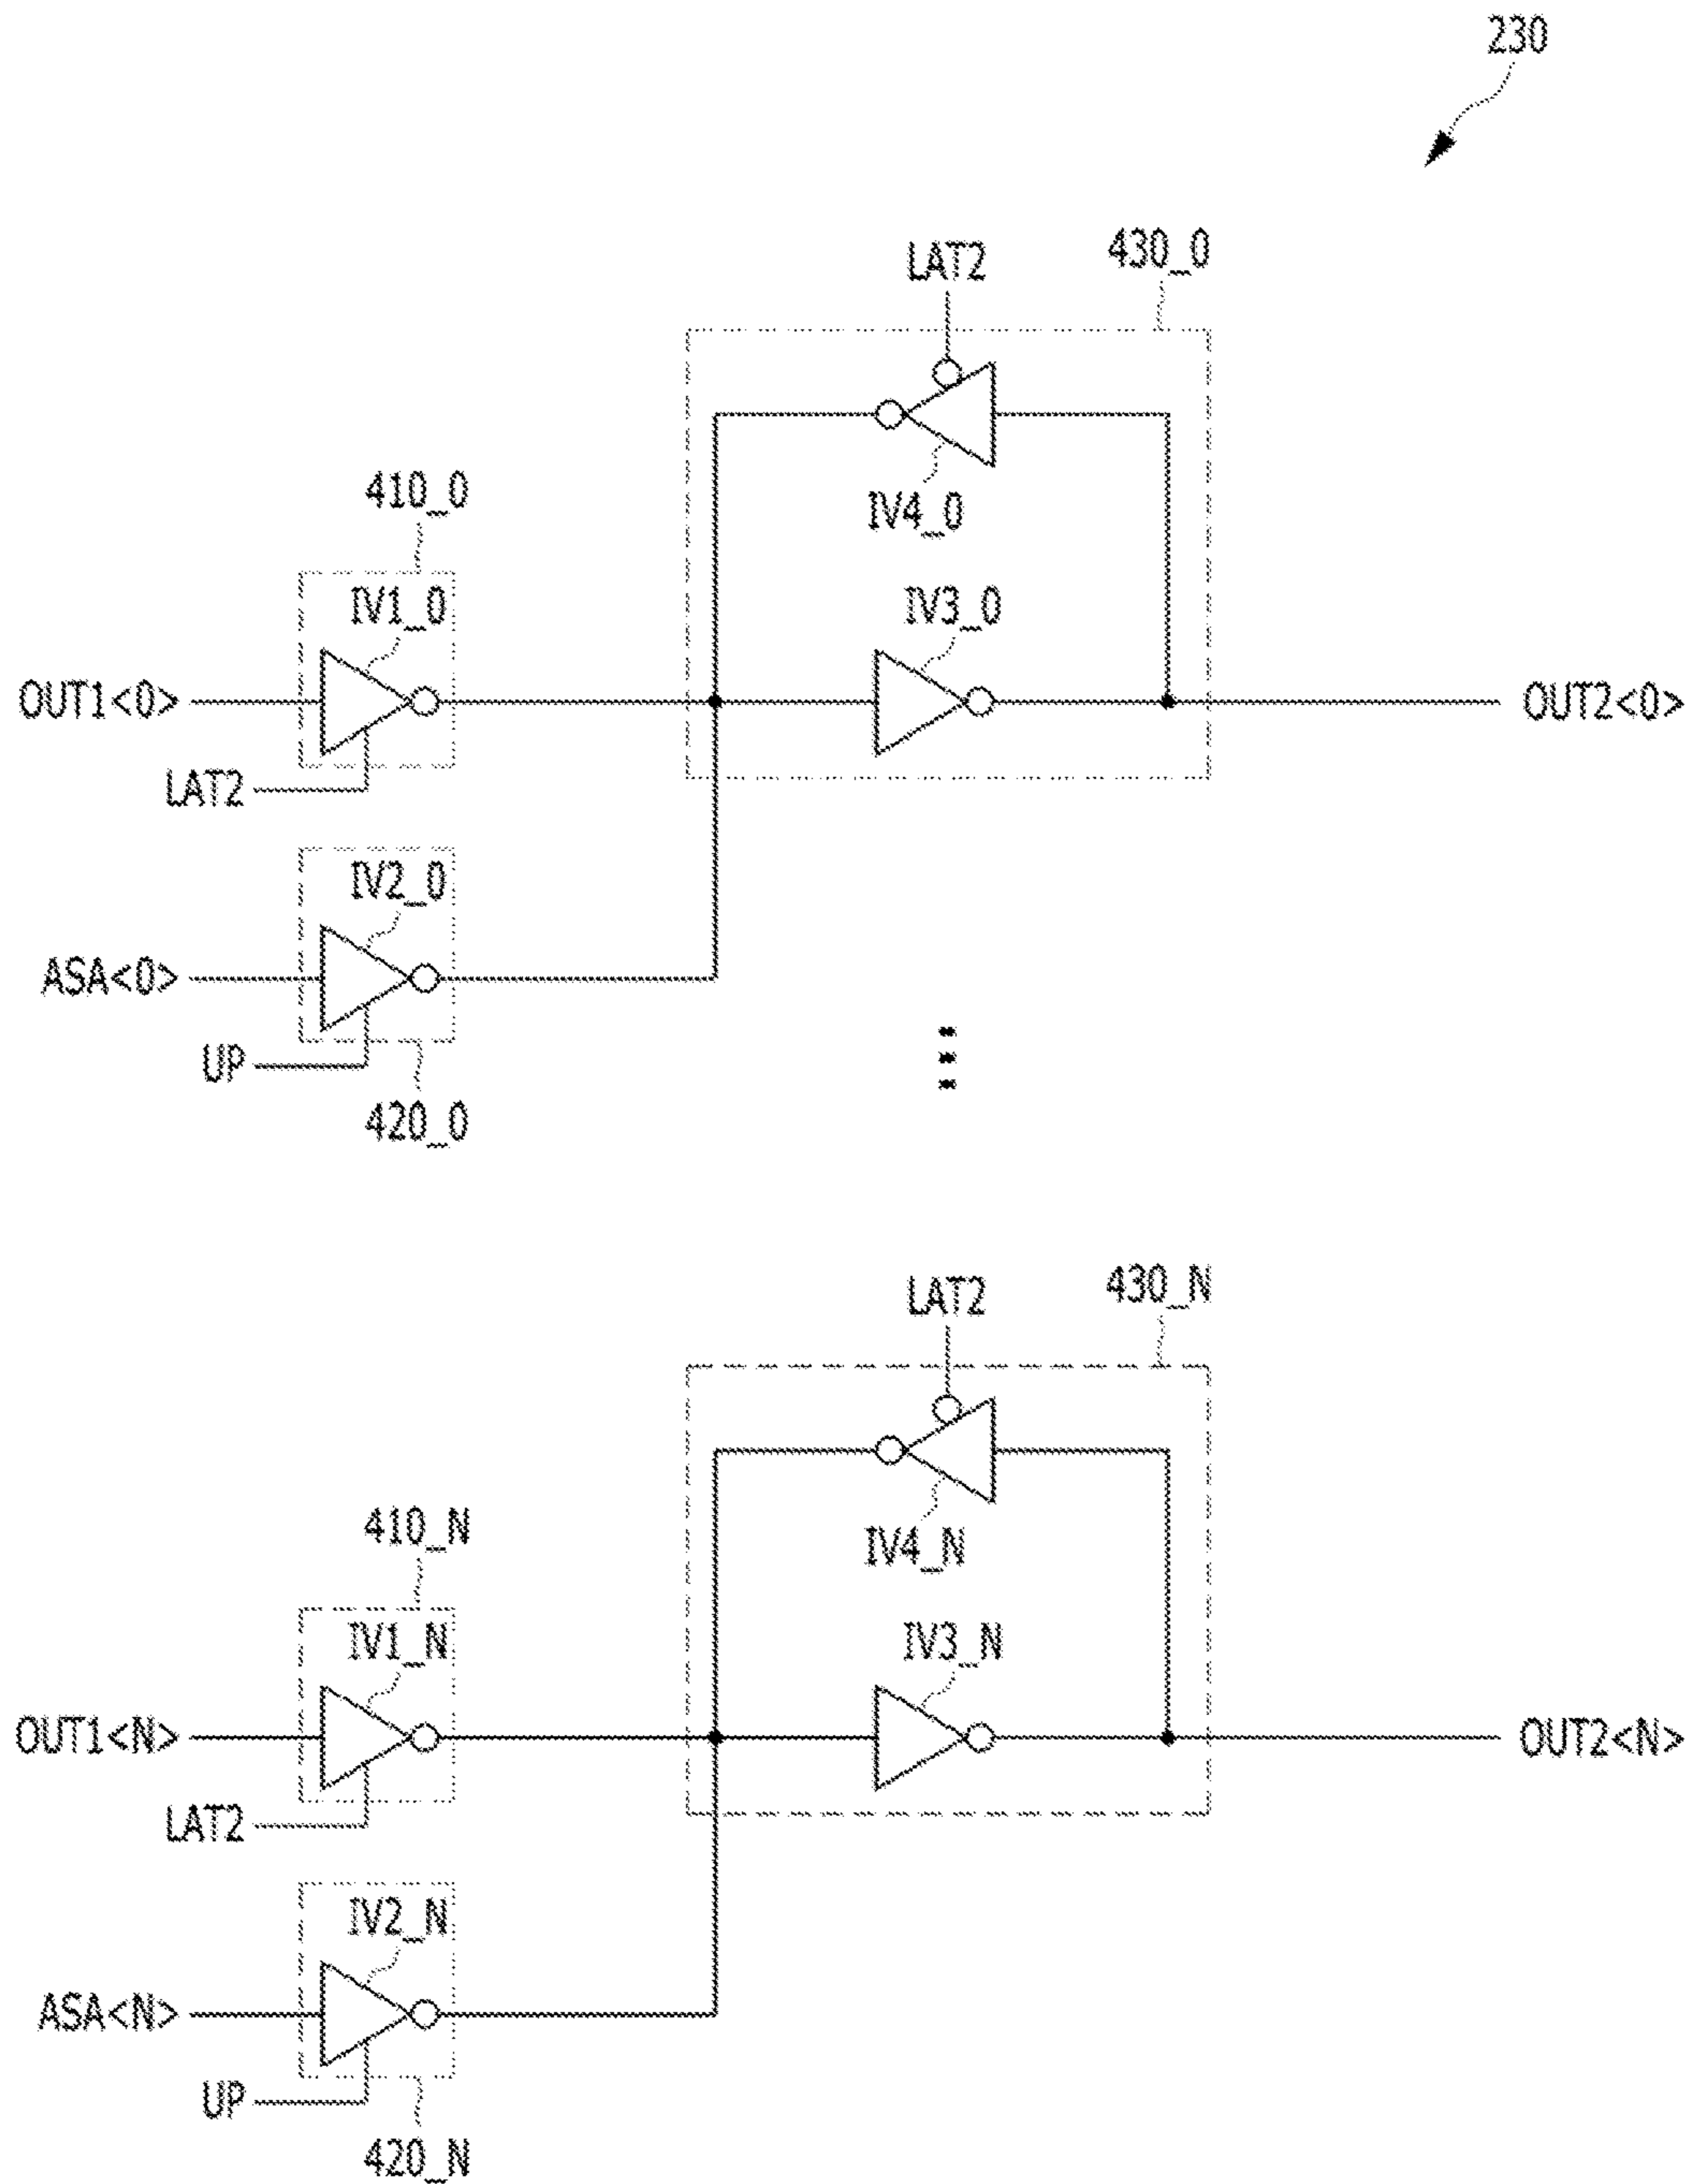 230
LAT2
430_0
IV4_0
410_0
IV1_0
IV3_0
OUT1<0>
OUT2<0>
LAT2
IV2_0
ASA<0>
UP
420_0
LAT2
430_N
IV4_N
410_N
IV1_N
IV3_N
OUT1<N>
OUT2<N>
LAT2
IV2_N
ASA<N>
UP
420_N